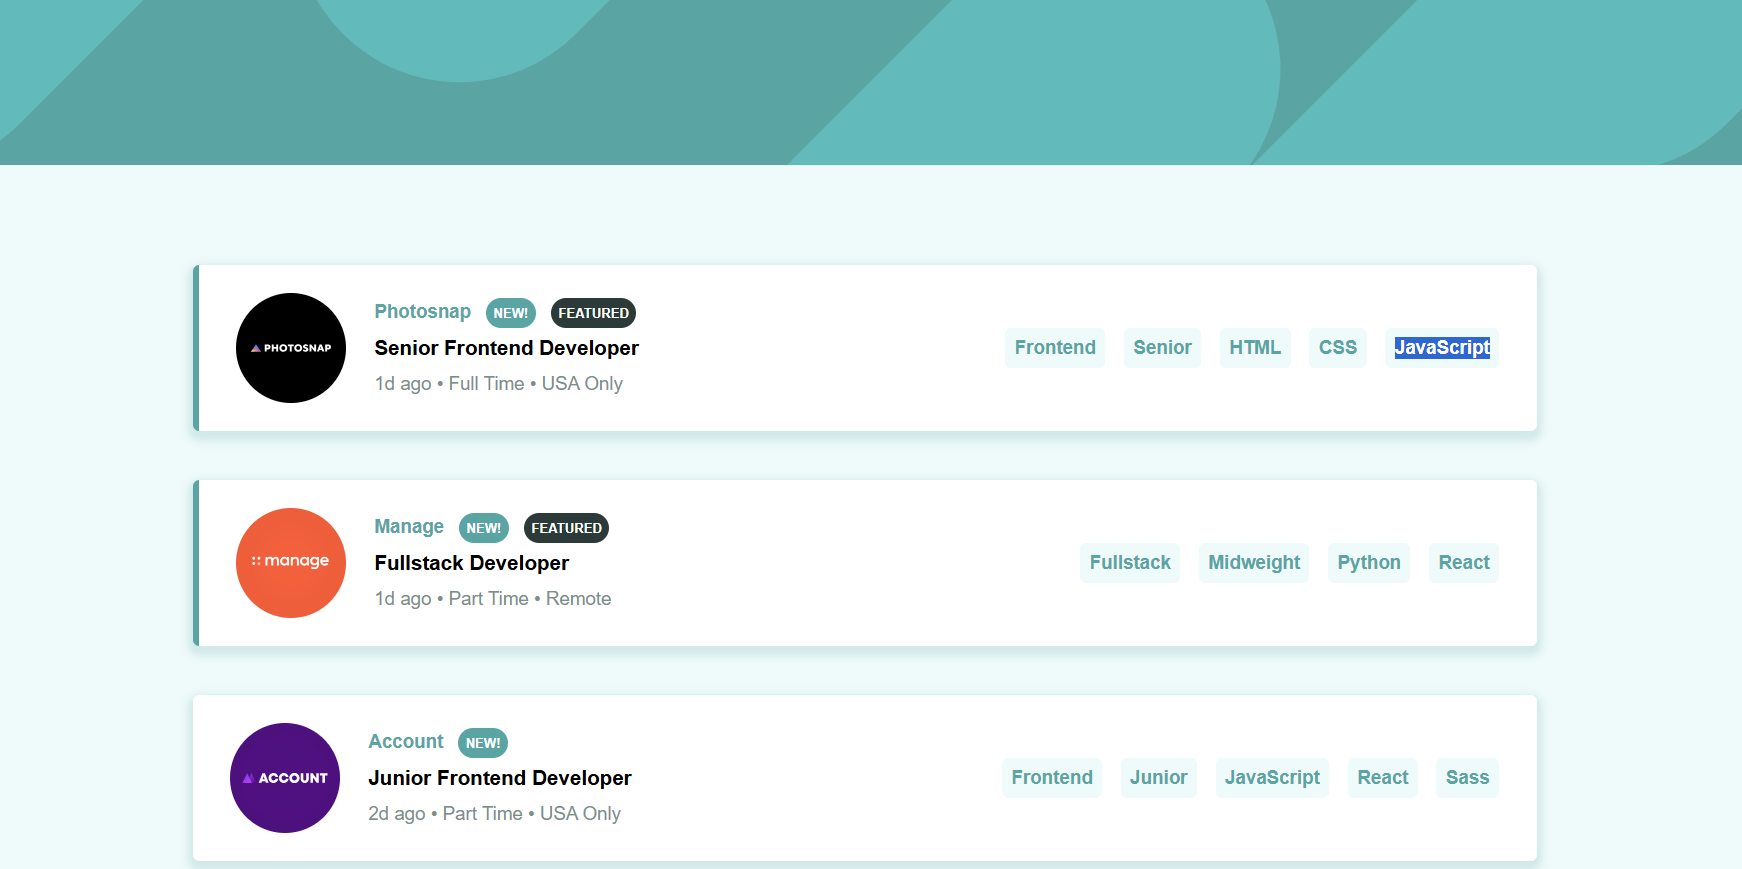 PHOTOSNAP
Photosnap NEW! FEATURED
Senior Frontend Developer
1d ago • Full Time • USA Only
Frontend Senior HTML CSS JavaScript
manage
Manage NEW! FEATURED
Fullstack Developer
1d ago • Part Time • Remote
Fullstack Midweight Python React
ACCOUNT
Account NEW!
Junior Frontend Developer
2d ago • Part Time • USA Only
Frontend Junior JavaScript React Sass